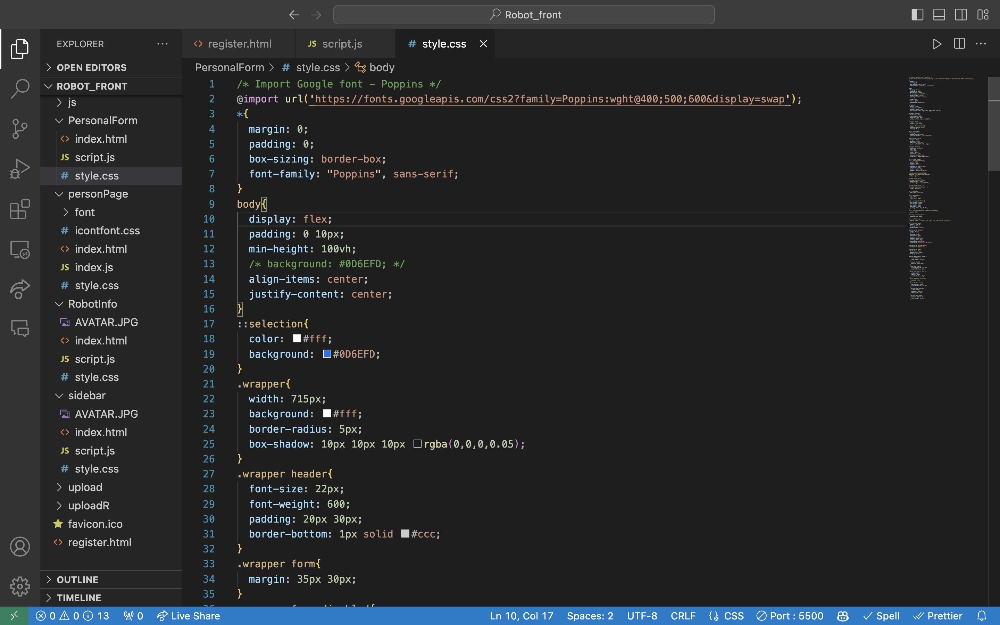 Robot_front
EXPLORER
OPEN EDITORS
ROBOT_FRONT
js
PersonalForm
index.html
JS script.js
# style.css
personPage
font
# icontfont.css
index.html
JS index.js
# style.css
RobotInfo
AVATAR.JPG
index.html
JS script.js
# style.css
sidebar
AVATAR.JPG
index.html
JS script.js
# style.css
upload
uploadR
favicon.ico
register.html
OUTLINE
TIMELINE
register.html
JS script.js
# style.css
PersonalForm > # style.css > body
1 /* Import Google font - Poppins */
2 @import url('https://fonts.googleapis.com/css2?family=Poppins:wght@400;500;600&display=swap');
3 *{
4 margin: 0;
5 padding: 0;
6 box-sizing: border-box;
7 font-family: "Poppins", sans-serif;
8 }
9 body{
10 display: flex;
11 padding: 0 10px;
12 min-height: 100vh;
13 /* background: #0D6EFD; */
14 align-items: center;
15 justify-content: center;
16 }
17 ::selection{
18 color: #fff;
19 background: #0D6EFD;
20 }
21 .wrapper{
22 width: 715px;
23 background: #fff;
24 border-radius: 5px;
25 box-shadow: 10px 10px 10px rgba(0,0,0,0.05);
26 }
27 .wrapper header{
28 font-size: 22px;
29 font-weight: 600;
30 padding: 20px 30px;
31 border-bottom: 1px solid #ccc;
32 }
33 .wrapper form{
34 margin: 35px 30px;
35 }
0 0 13 0 Live Share Ln 10, Col 17 Spaces: 2 UTF-8 CRLF CSS Port : 5500 Spell Prettier